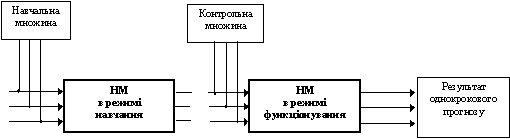 Навчальна
множина
Контрольна
множина
НМ
в режимі
навчання
НМ
в режимі
функціонування
Результат
однокрокового
прогнозу